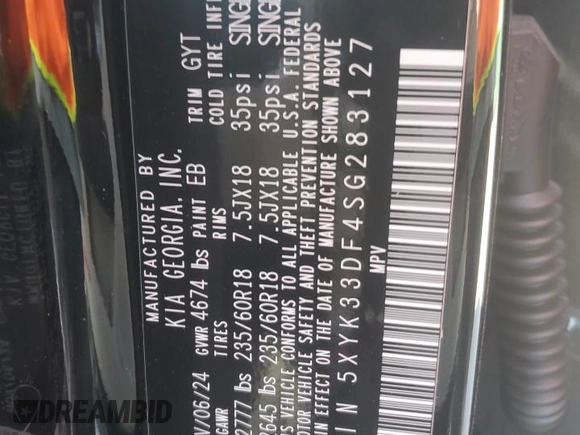 MANUFACTURED BY
KIA GEORGIA, INC.
V/06/24 GVWR 4674 lbs PAINT EB TRIM GYT
GAWR TIRES RIMS COLD TIRE INF
2777 lbs 235/60R18 7.5JX18 35psi SINGL
2645 lbs 235/60R18 7.5JX18 35psi SINGL
S VEHICLE CONFORMS TO ALL APPLICABLE U.S.A. FEDERAL
OTOR VEHICLE SAFETY AND THEFT PREVENTION STANDARDS
IN EFFECT ON THE DATE OF MANUFACTURE SHOWN ABOVE
IN 5XYK33DF4SG283127
MPV
DREAMBID